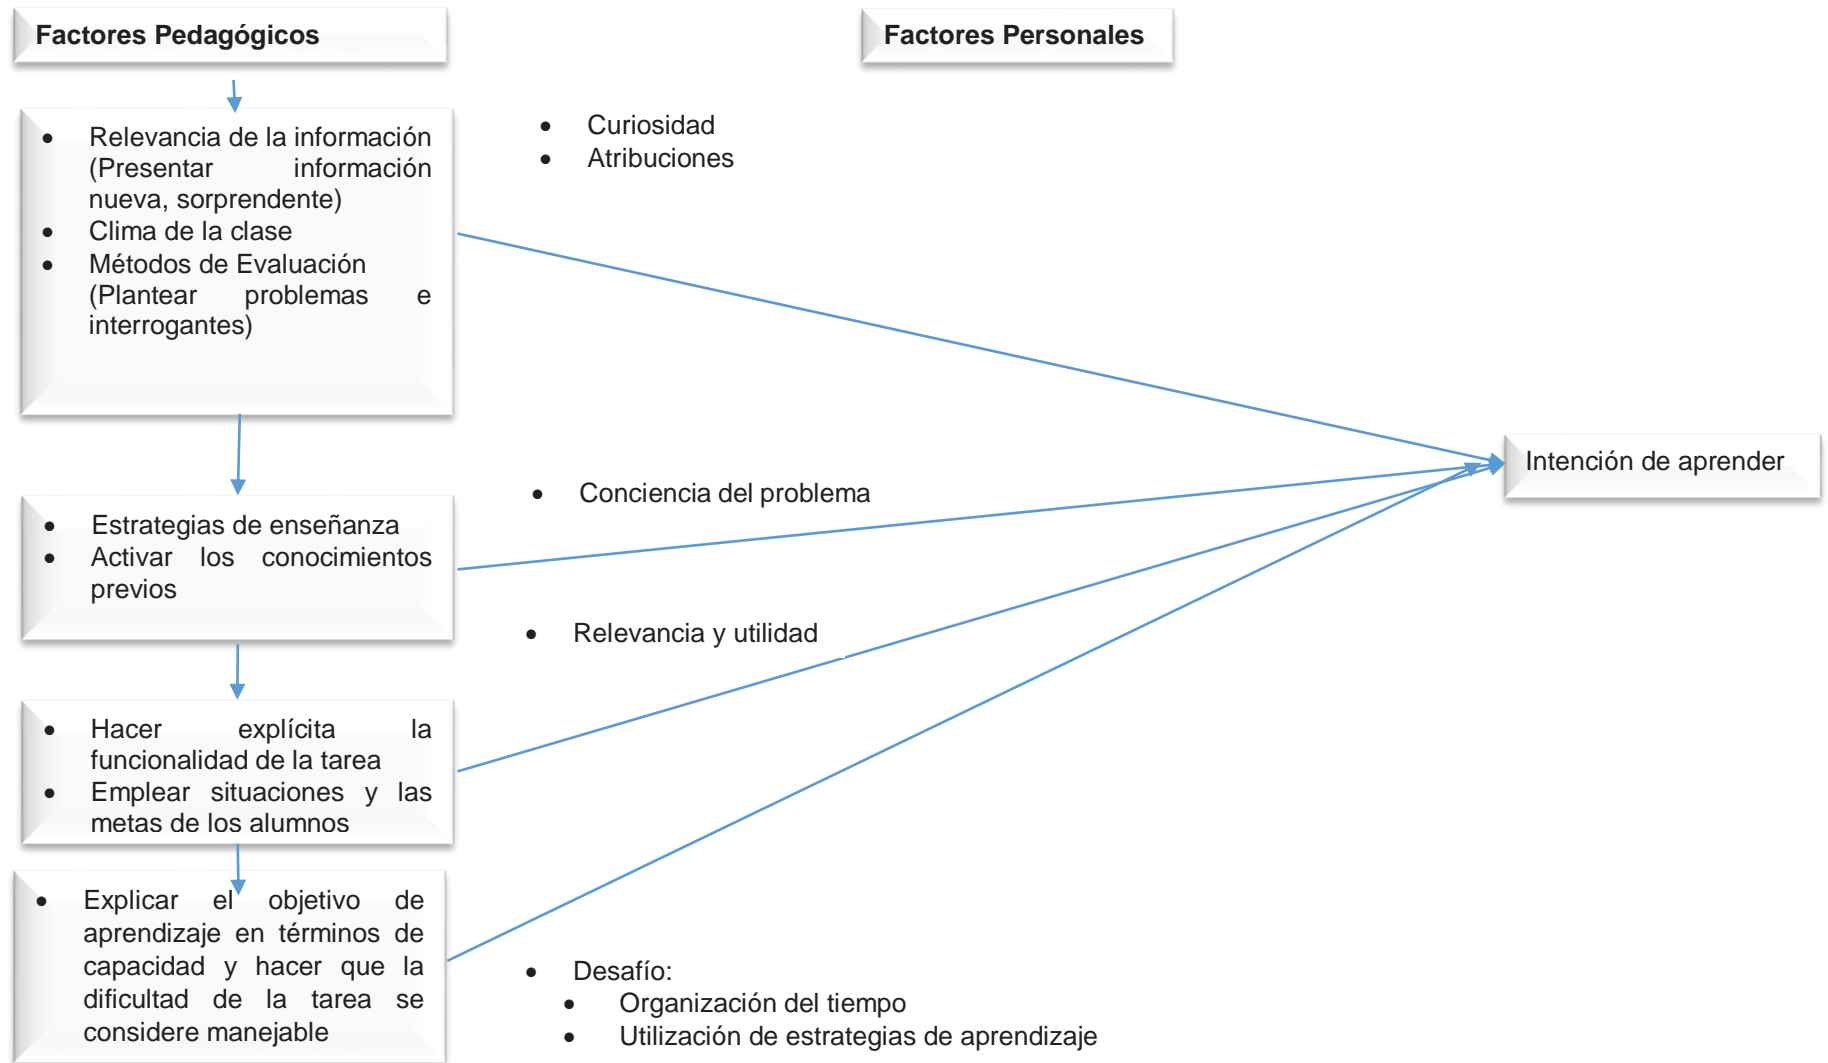 Factores Pedagógicos
Factores Personales
• Relevancia de la información
(Presentar información
nueva, sorprendente)
• Clima de la clase
• Métodos de Evaluación
(Plantear problemas e
interrogantes)
• Curiosidad
• Atribuciones
Intención de aprender
• Conciencia del problema
• Estrategias de enseñanza
• Activar los conocimientos
previos
• Relevancia y utilidad
• Hacer explícita la
funcionalidad de la tarea
• Emplear situaciones y las
metas de los alumnos
• Explicar el objetivo de
aprendizaje en términos de
capacidad y hacer que la
dificultad de la tarea se
considere manejable
• Desafío:
• Organización del tiempo
• Utilización de estrategias de aprendizaje